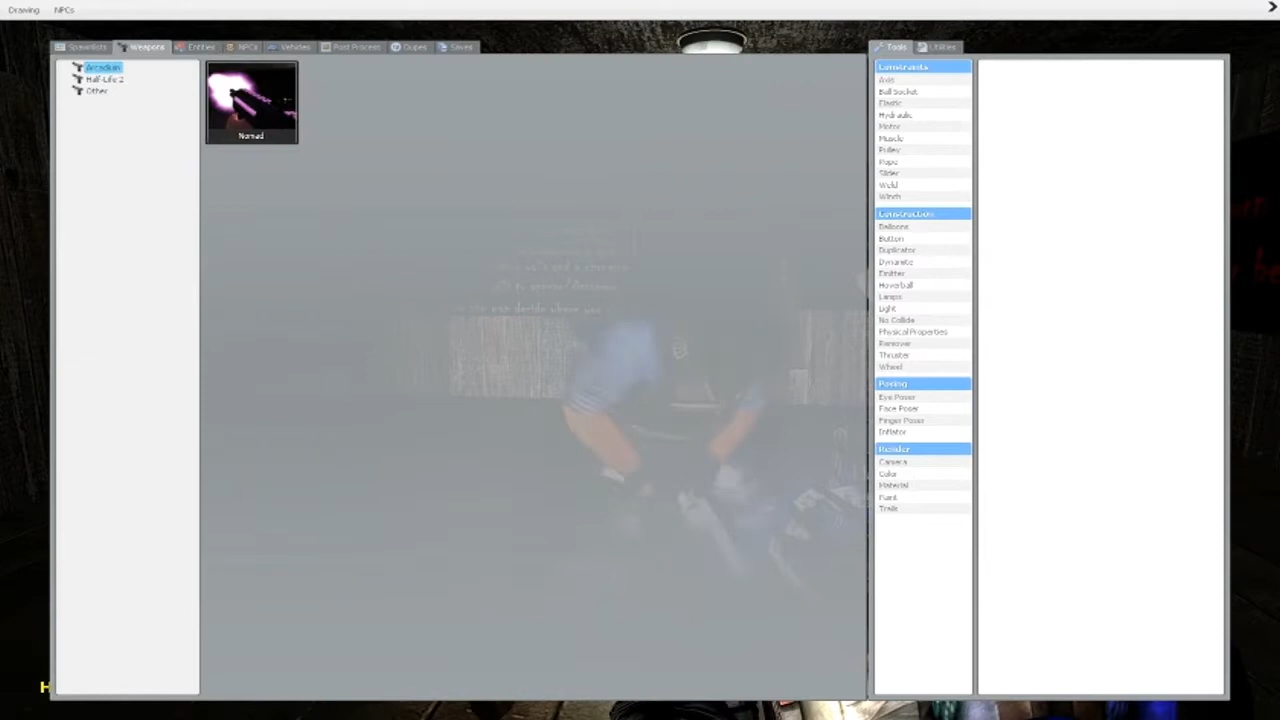 Drawing NPCs
Spawnlists Weapons Entities NPCs Vehicles Post Process Dupes Saves
Arcadium
Half-Life 2
Other
Nomad
Tools Utilities
Constraints
Axis
Ball Socket
Elastic
Hydraulic
Motor
Muscle
Pulley
Rope
Slider
Weld
Winch
Construction
Balloons
Button
Duplicator
Dynamite
Emitter
Hoverball
Lamps
Light
No Collide
Physical Properties
Remover
Thruster
Wheel
Posing
Eye Poser
Face Poser
Finger Poser
Inflator
Render
Camera
Color
Material
Paint
Trails
decide where you
H